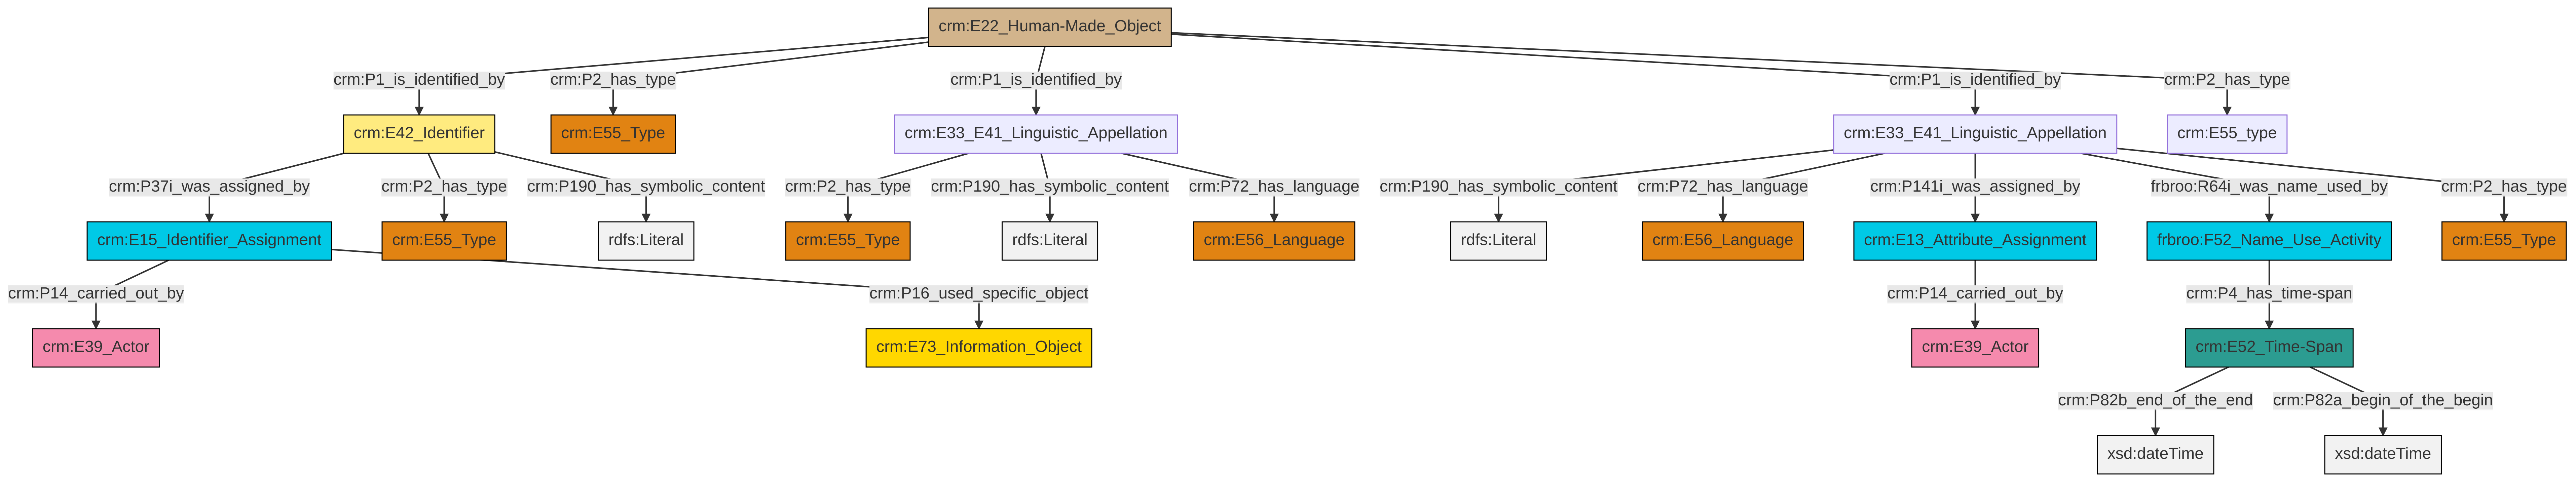 crm:E22_Human-Made_Object
crm:P1_is_identified_by
crm:P2_has_type
crm:P1_is_identified_by
crm:P1_is_identified_by
crm:P2_has_type
crm:E42_Identifier
crm:E55_Type
crm:E33_E41_Linguistic_Appellation
crm:E33_E41_Linguistic_Appellation
crm:E55_type
crm:P37i_was_assigned_by
crm:P2_has_type
crm:P190_has_symbolic_content
crm:P2_has_type
crm:P190_has_symbolic_content
crm:P72_has_language
crm:P190_has_symbolic_content
crm:P72_has_language
crm:P141i_was_assigned_by
frbroo:R64i_was_name_used_by
crm:P2_has_type
crm:E15_Identifier_Assignment
crm:E55_Type
rdfs:Literal
crm:E55_Type
rdfs:Literal
crm:E56_Language
rdfs:Literal
crm:E56_Language
crm:E13_Attribute_Assignment
frbroo:F52_Name_Use_Activity
crm:E55_Type
crm:P14_carried_out_by
crm:P16_used_specific_object
crm:P14_carried_out_by
crm:P4_has_time-span
crm:E39_Actor
crm:E73_Information_Object
crm:E39_Actor
crm:E52_Time-Span
crm:P82b_end_of_the_end
crm:P82a_begin_of_the_begin
xsd:dateTime
xsd:dateTime